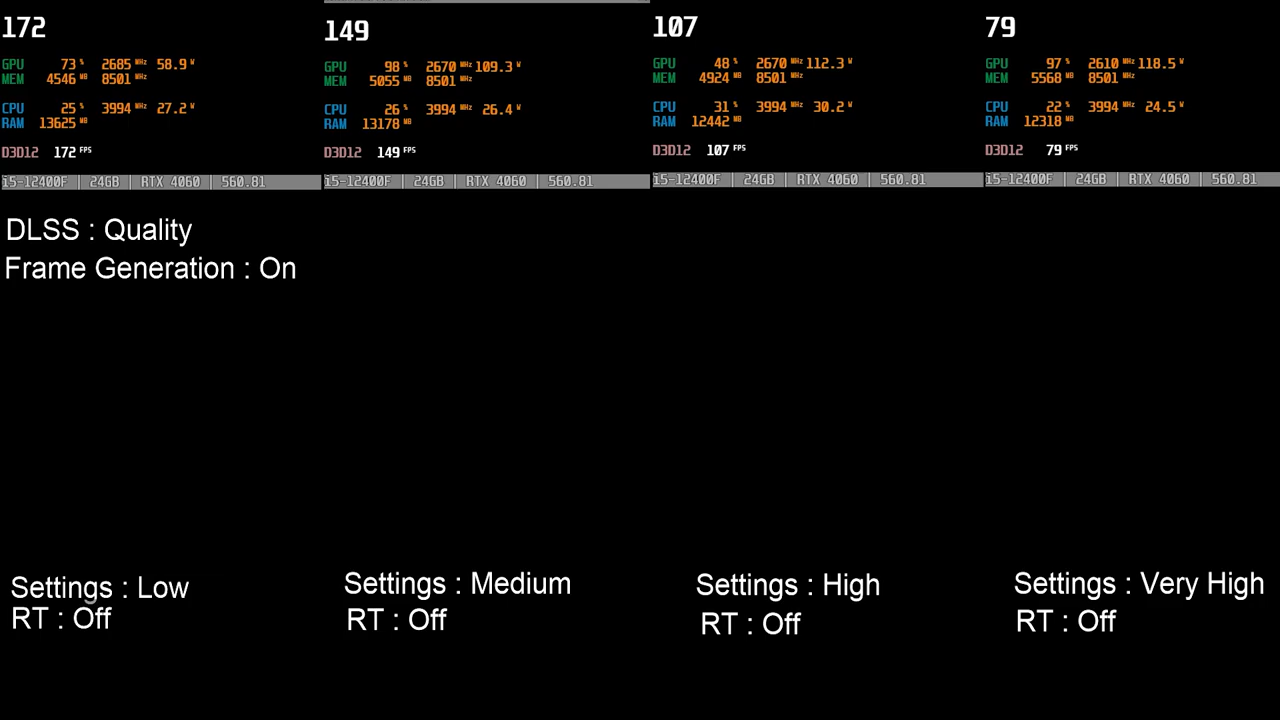 172
GPU 73 % 2685 MHz 58.9 W
MEM 4546 MB 8501 MHz
CPU 25 % 3994 MHz 27.2 W
RAM 13625 MB
D3D12 172 FPS
i5-12400F | 24GB | RTX 4060 | 560.81
149
GPU 98 % 2670 MHz 109.3 W
MEM 5055 MB 8501 MHz
CPU 26 % 3994 MHz 26.4 W
RAM 13178 MB
D3D12 149 FPS
i5-12400F | 24GB | RTX 4060 | 560.81
107
GPU 48 % 2670 MHz 112.3 W
MEM 4924 MB 8501 MHz
CPU 31 % 3994 MHz 30.2 W
RAM 12442 MB
D3D12 107 FPS
i5-12400F | 24GB | RTX 4060 | 560.81
79
GPU 97 % 2610 MHz 118.5 W
MEM 5568 MB 8501 MHz
CPU 22 % 3994 MHz 24.5 W
RAM 12318 MB
D3D12 79 FPS
i5-12400F | 24GB | RTX 4060 | 560.81
DLSS : Quality
Frame Generation : On
Settings : Low
RT : Off
Settings : Medium
RT : Off
Settings : High
RT : Off
Settings : Very High
RT : Off